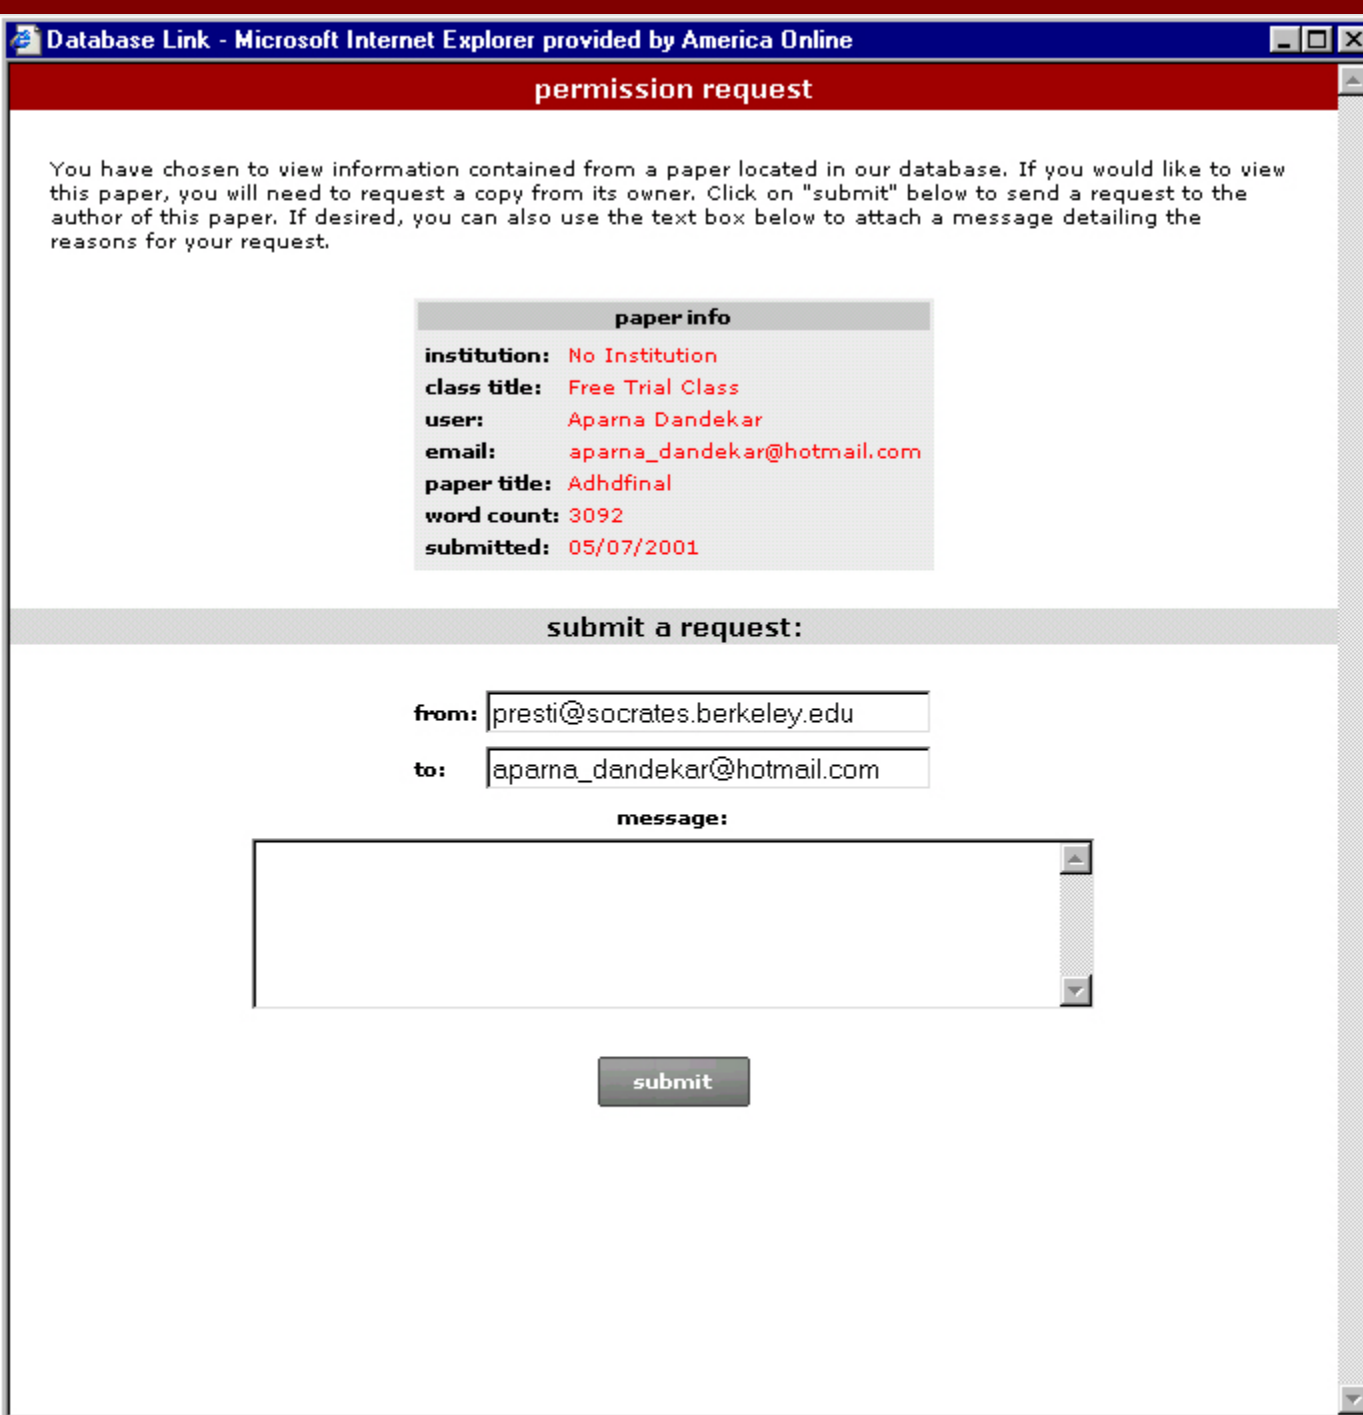 Database Link - Microsoft Internet Explorer provided by America Online
permission request
You have chosen to view information contained from a paper located in our database. If you would like to view
this paper, you will need to request a copy from its owner. Click on "submit" below to send a request to the
author of this paper. If desired, you can also use the text box below to attach a message detailing the
reasons for your request.
paper info
institution: No Institution
class title: Free Trial Class
user: Aparna Dandekar
email: aparna_dandekar@hotmail.com
paper title: Adhdfinal
word count: 3092
submitted: 05/07/2001
submit a request:
from: presti@socrates.berkeley.edu
to: aparna_dandekar@hotmail.com
message:
submit